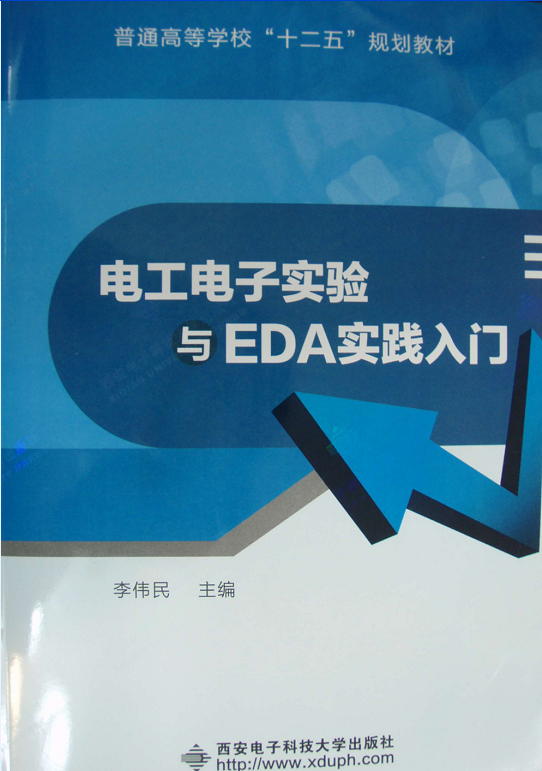 普通高等学校“十二五”规划教材
电工电子实验
与EDA实践入门
李伟民 主编
西安电子科技大学出版社
http://www.xduph.com